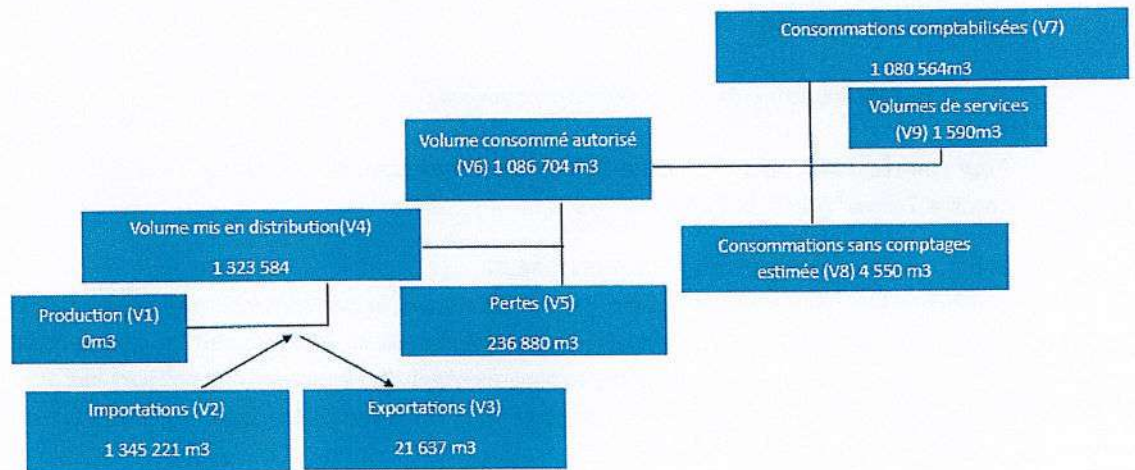 Consommations comptabilisées (V7)
1 080 564m3
Volumes de services
(V9) 1 590m3
Volume consommé autorisé
(V6) 1 086 704 m3
Volume mis en distribution(V4)
1 323 584
Consommations sans comptages
estimée (V8) 4 550 m3
Production (V1)
0m3
Pertes (V5)
236 880 m3
Importations (V2)
1 345 221 m3
Exportations (V3)
21 637 m3